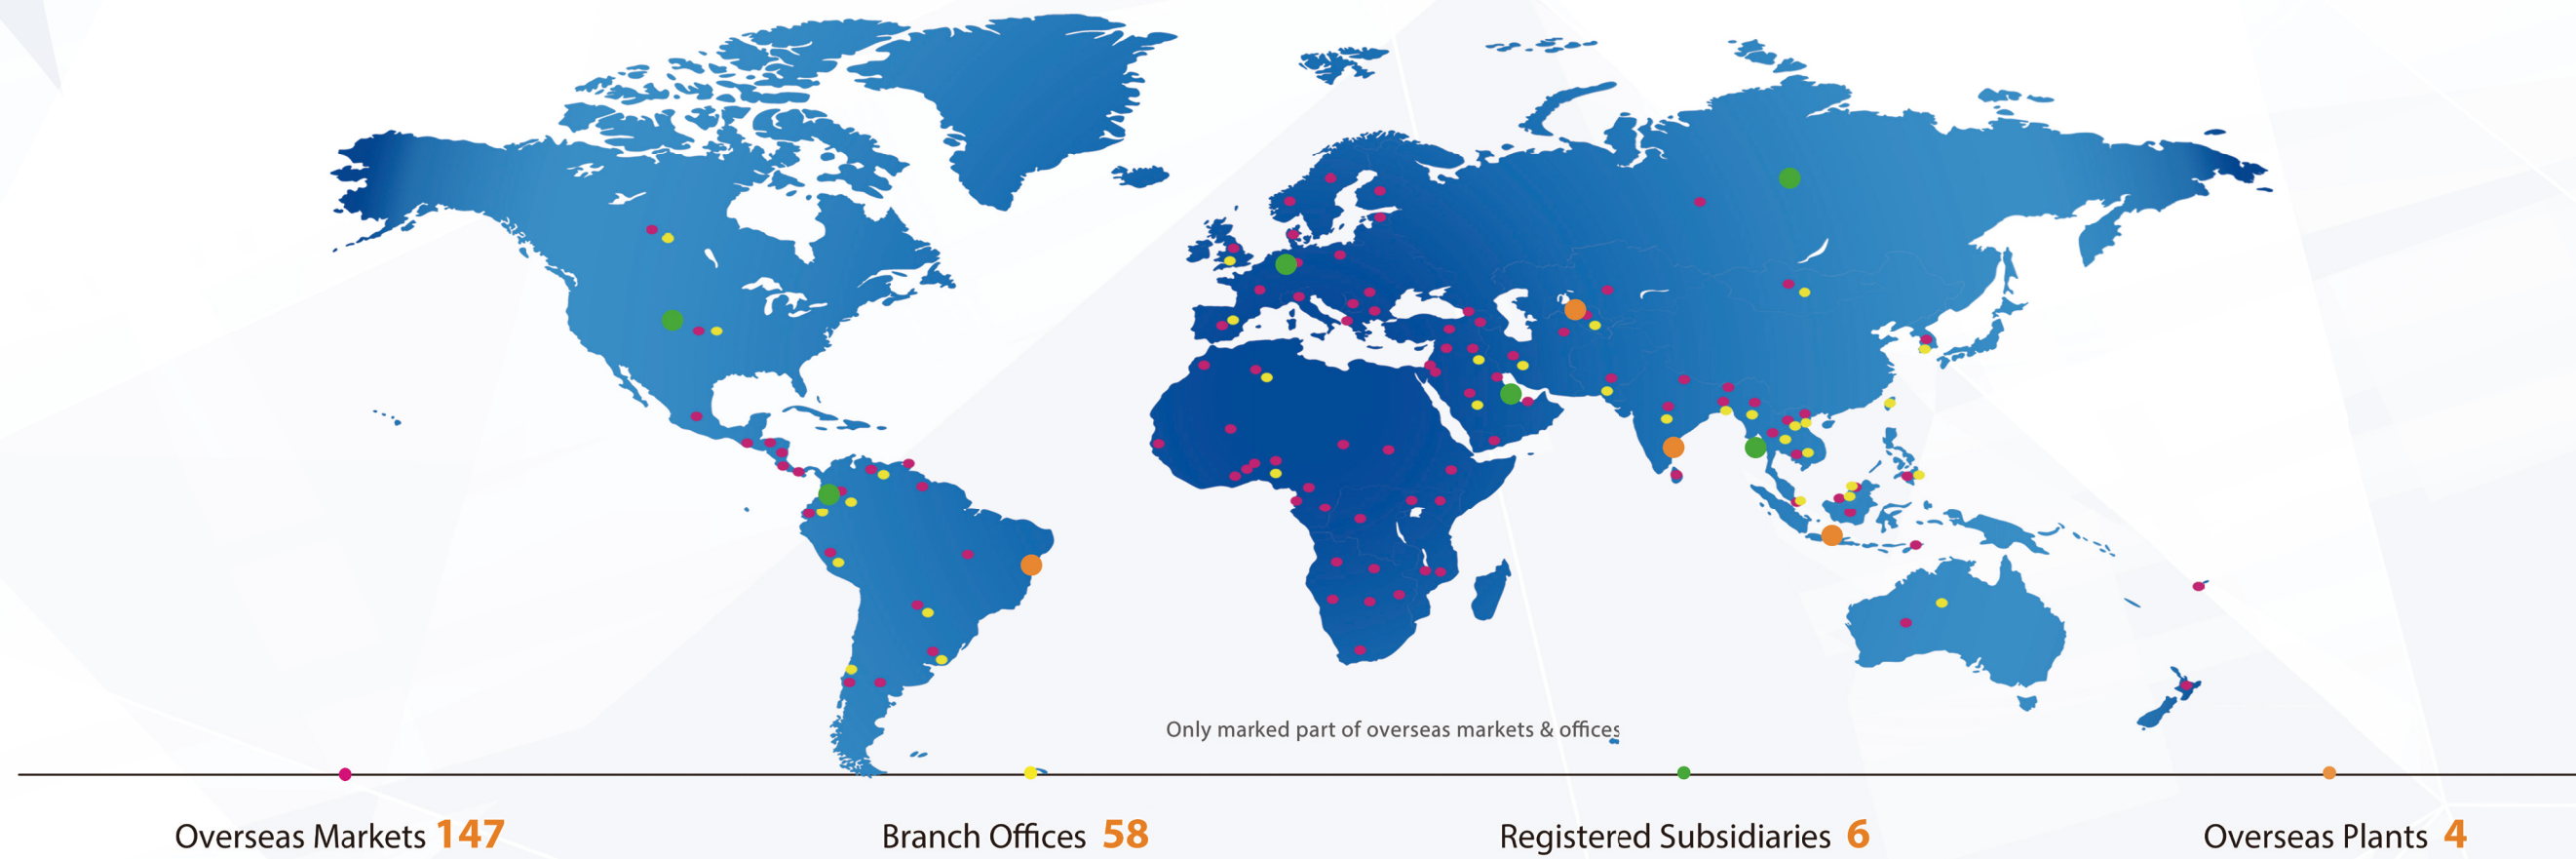 Only marked part of overseas markets & offices
Overseas Markets 147
Branch Offices 58
Registered Subsidiaries 6
Overseas Plants 4